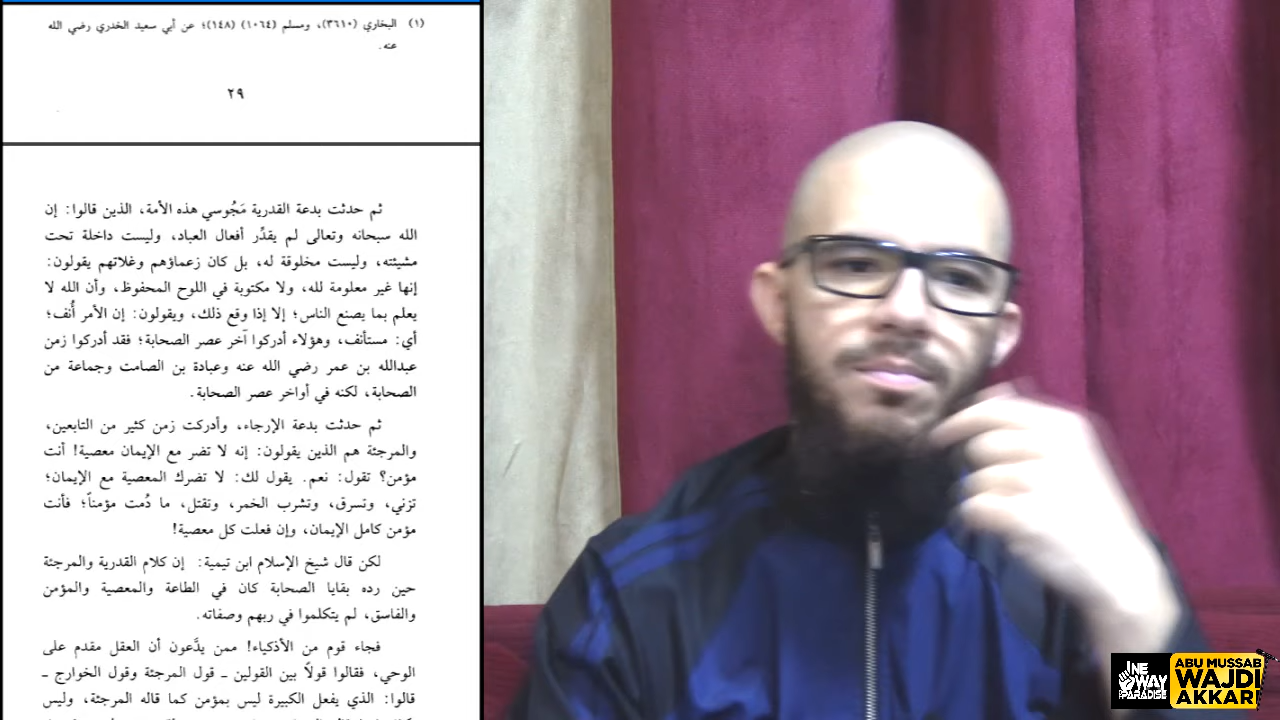 (١) البخاري (٣٦١٠)، ومسلم (١٠٦٤) (١٤٨)؛ عن أبي سعيد الخدري رضي الله
عنه.
٢٩
ثم حدثت بدعة القدرية مَجُوسي هذه الأمة، الذين قالوا: إن
الله سبحانه وتعالى لم يقدِّر أفعال العباد، وليست داخلة تحت
مشيئته، وليست مخلوقة له، بل كان زعماؤهم وغلاتهم يقولون:
إنها غير معلومة لله، ولا مكتوبة في اللوح المحفوظ، وأن الله لا
يعلم بما يصنع الناس؛ إلا إذا وقع ذلك، ويقولون: إن الأمر أُنف؛
أي: مستأنف، وهؤلاء أدركوا آخر عصر الصحابة؛ فقد أدركوا زمن
عبدالله بن عمر رضي الله عنه وعبادة بن الصامت وجماعة من
الصحابة، لكنه في أواخر عصر الصحابة.
ثم حدثت بدعة الإرجاء، وأدركت زمن كثير من التابعين،
والمرجئة هم الذين يقولون: إنه لا تضر مع الإيمان معصية! أنت
مؤمن؟ تقول: نعم. يقول لك: لا تضرك المعصية مع الإيمان؛
تزني، وتسرق، وتشرب الخمر، وتقتل، ما دُمت مؤمناً؛ فأنت
مؤمن كامل الإيمان، وإن فعلت كل معصية!
لكن قال شيخ الإسلام ابن تيمية: إن كلام القدرية والمرجئة
حين رده بقايا الصحابة كان في الطاعة والمعصية والمؤمن
والفاسق، لم يتكلموا في ربهم وصفاته.
فجاء قوم من الأذكياء! ممن يدَّعون أن العقل مقدم على
الوحي، فقالوا قولاً بين القولين ـ قول المرجئة وقول الخوارج ـ
قالوا: الذي يفعل الكبيرة ليس بمؤمن كما قاله المرجئة، وليس
ONE
WAY
PARADISE
ABU MUSSAB
WAJDI
AKKARI